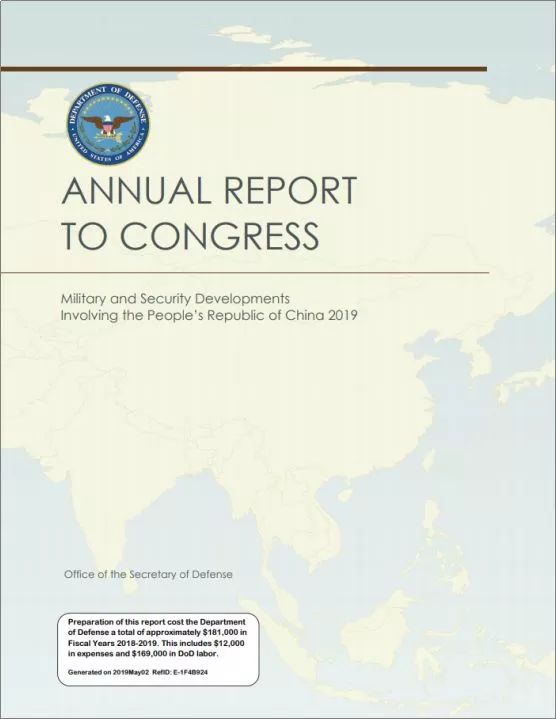 DEPARTMENT OF DEFENSE
UNITED STATES OF AMERICA
ANNUAL REPORT
TO CONGRESS
Military and Security Developments
Involving the People's Republic of China 2019
Office of the Secretary of Defense
Preparation of this report cost the Department
of Defense a total of approximately $181,000 in
Fiscal Years 2018-2019. This includes $12,000
in expenses and $169,000 in DoD labor.
Generated on 2019May02 RefID: E-1F4B924